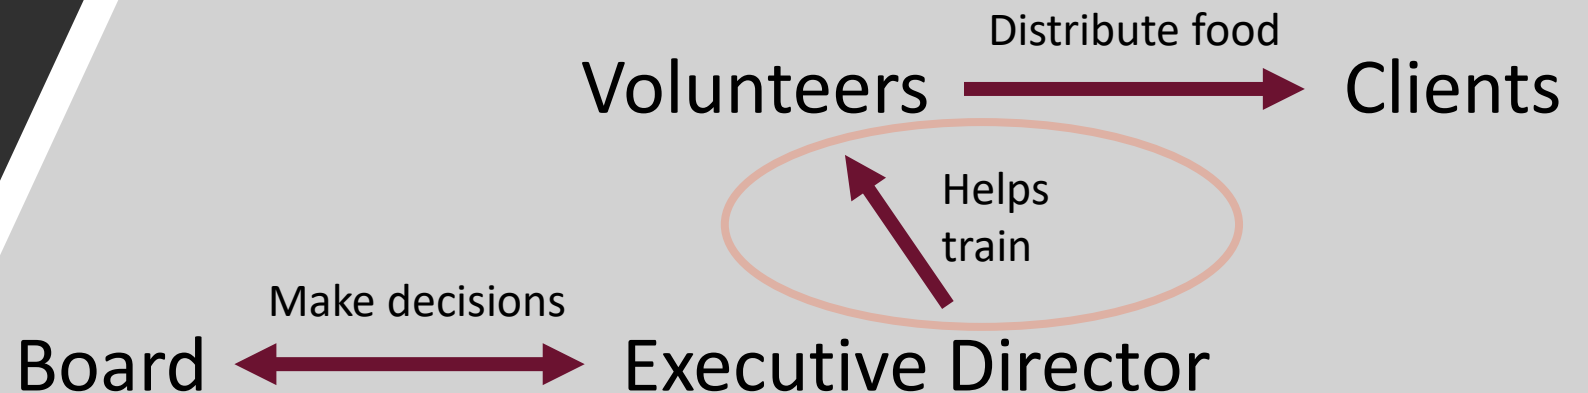 Distribute food
Volunteers
Clients
Helps
train
Make decisions
Board
Executive Director